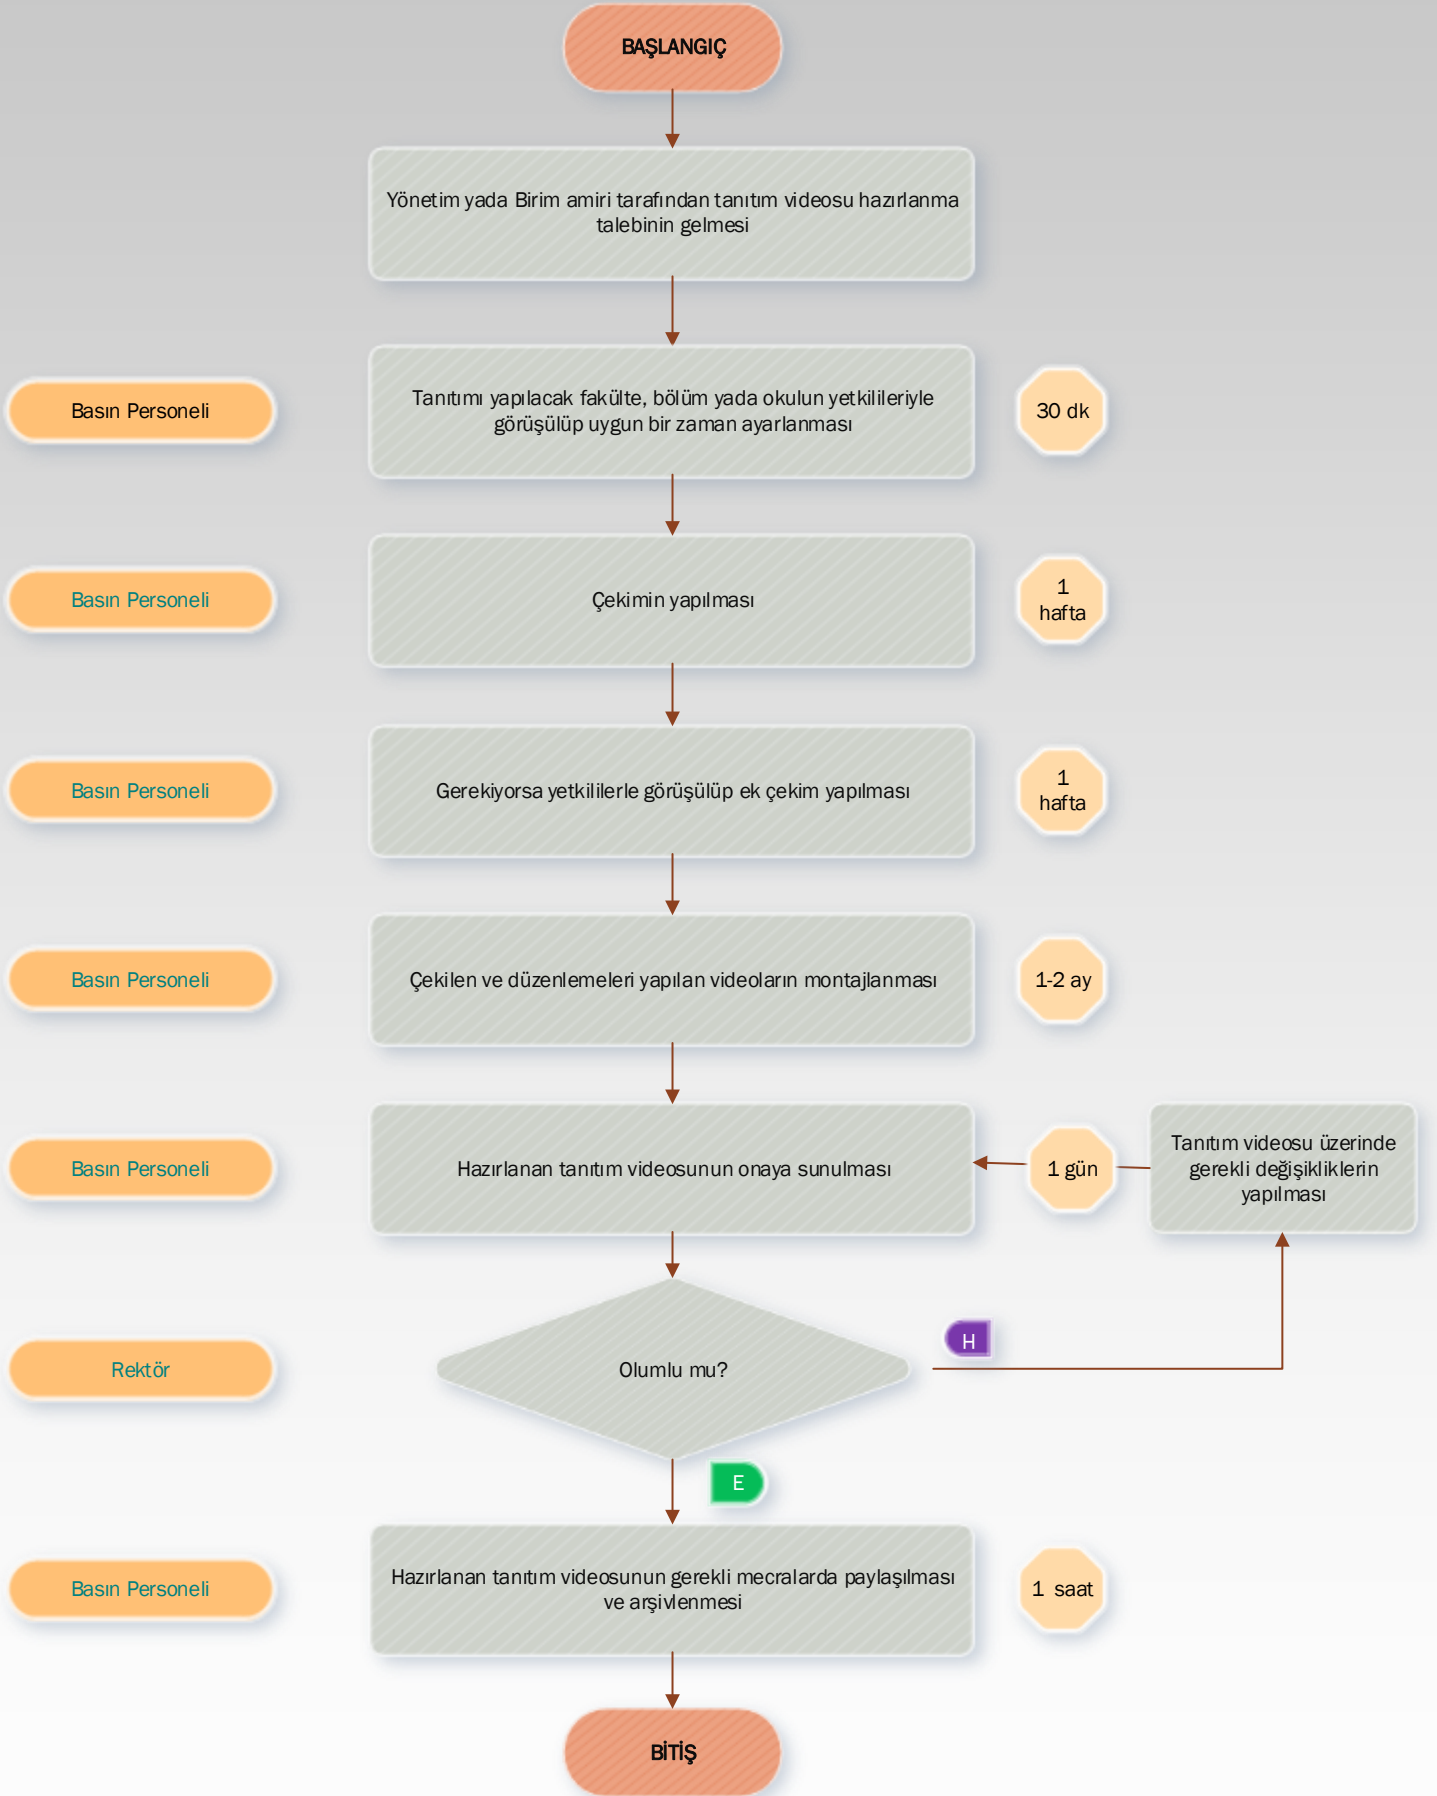 BAŞLANGIÇ
Yönetim yada Birim amiri tarafından tanıtım videosu hazırlanma
talebinin gelmesi
Basın Personeli
Tanıtımı yapılacak fakülte, bölüm yada okulun yetkilileriyle
görüşülüp uygun bir zaman ayarlanması
30 dk
Basın Personeli
Çekimin yapılması
1
hafta
Basın Personeli
Gerekiyorsa yetkililerle görüşülüp ek çekim yapılması
1
hafta
Basın Personeli
Çekilen ve düzenlemeleri yapılan videoların montajlanması
1-2 ay
Basın Personeli
Hazırlanan tanıtım videosunun onaya sunulması
1 gün
Tanıtım videosu üzerinde
gerekli değişikliklerin
yapılması
Rektör
Olumlu mu?
H
E
Basın Personeli
Hazırlanan tanıtım videosunun gerekli mecralarda paylaşılması
ve arşivlenmesi
1 saat
BİTİŞ